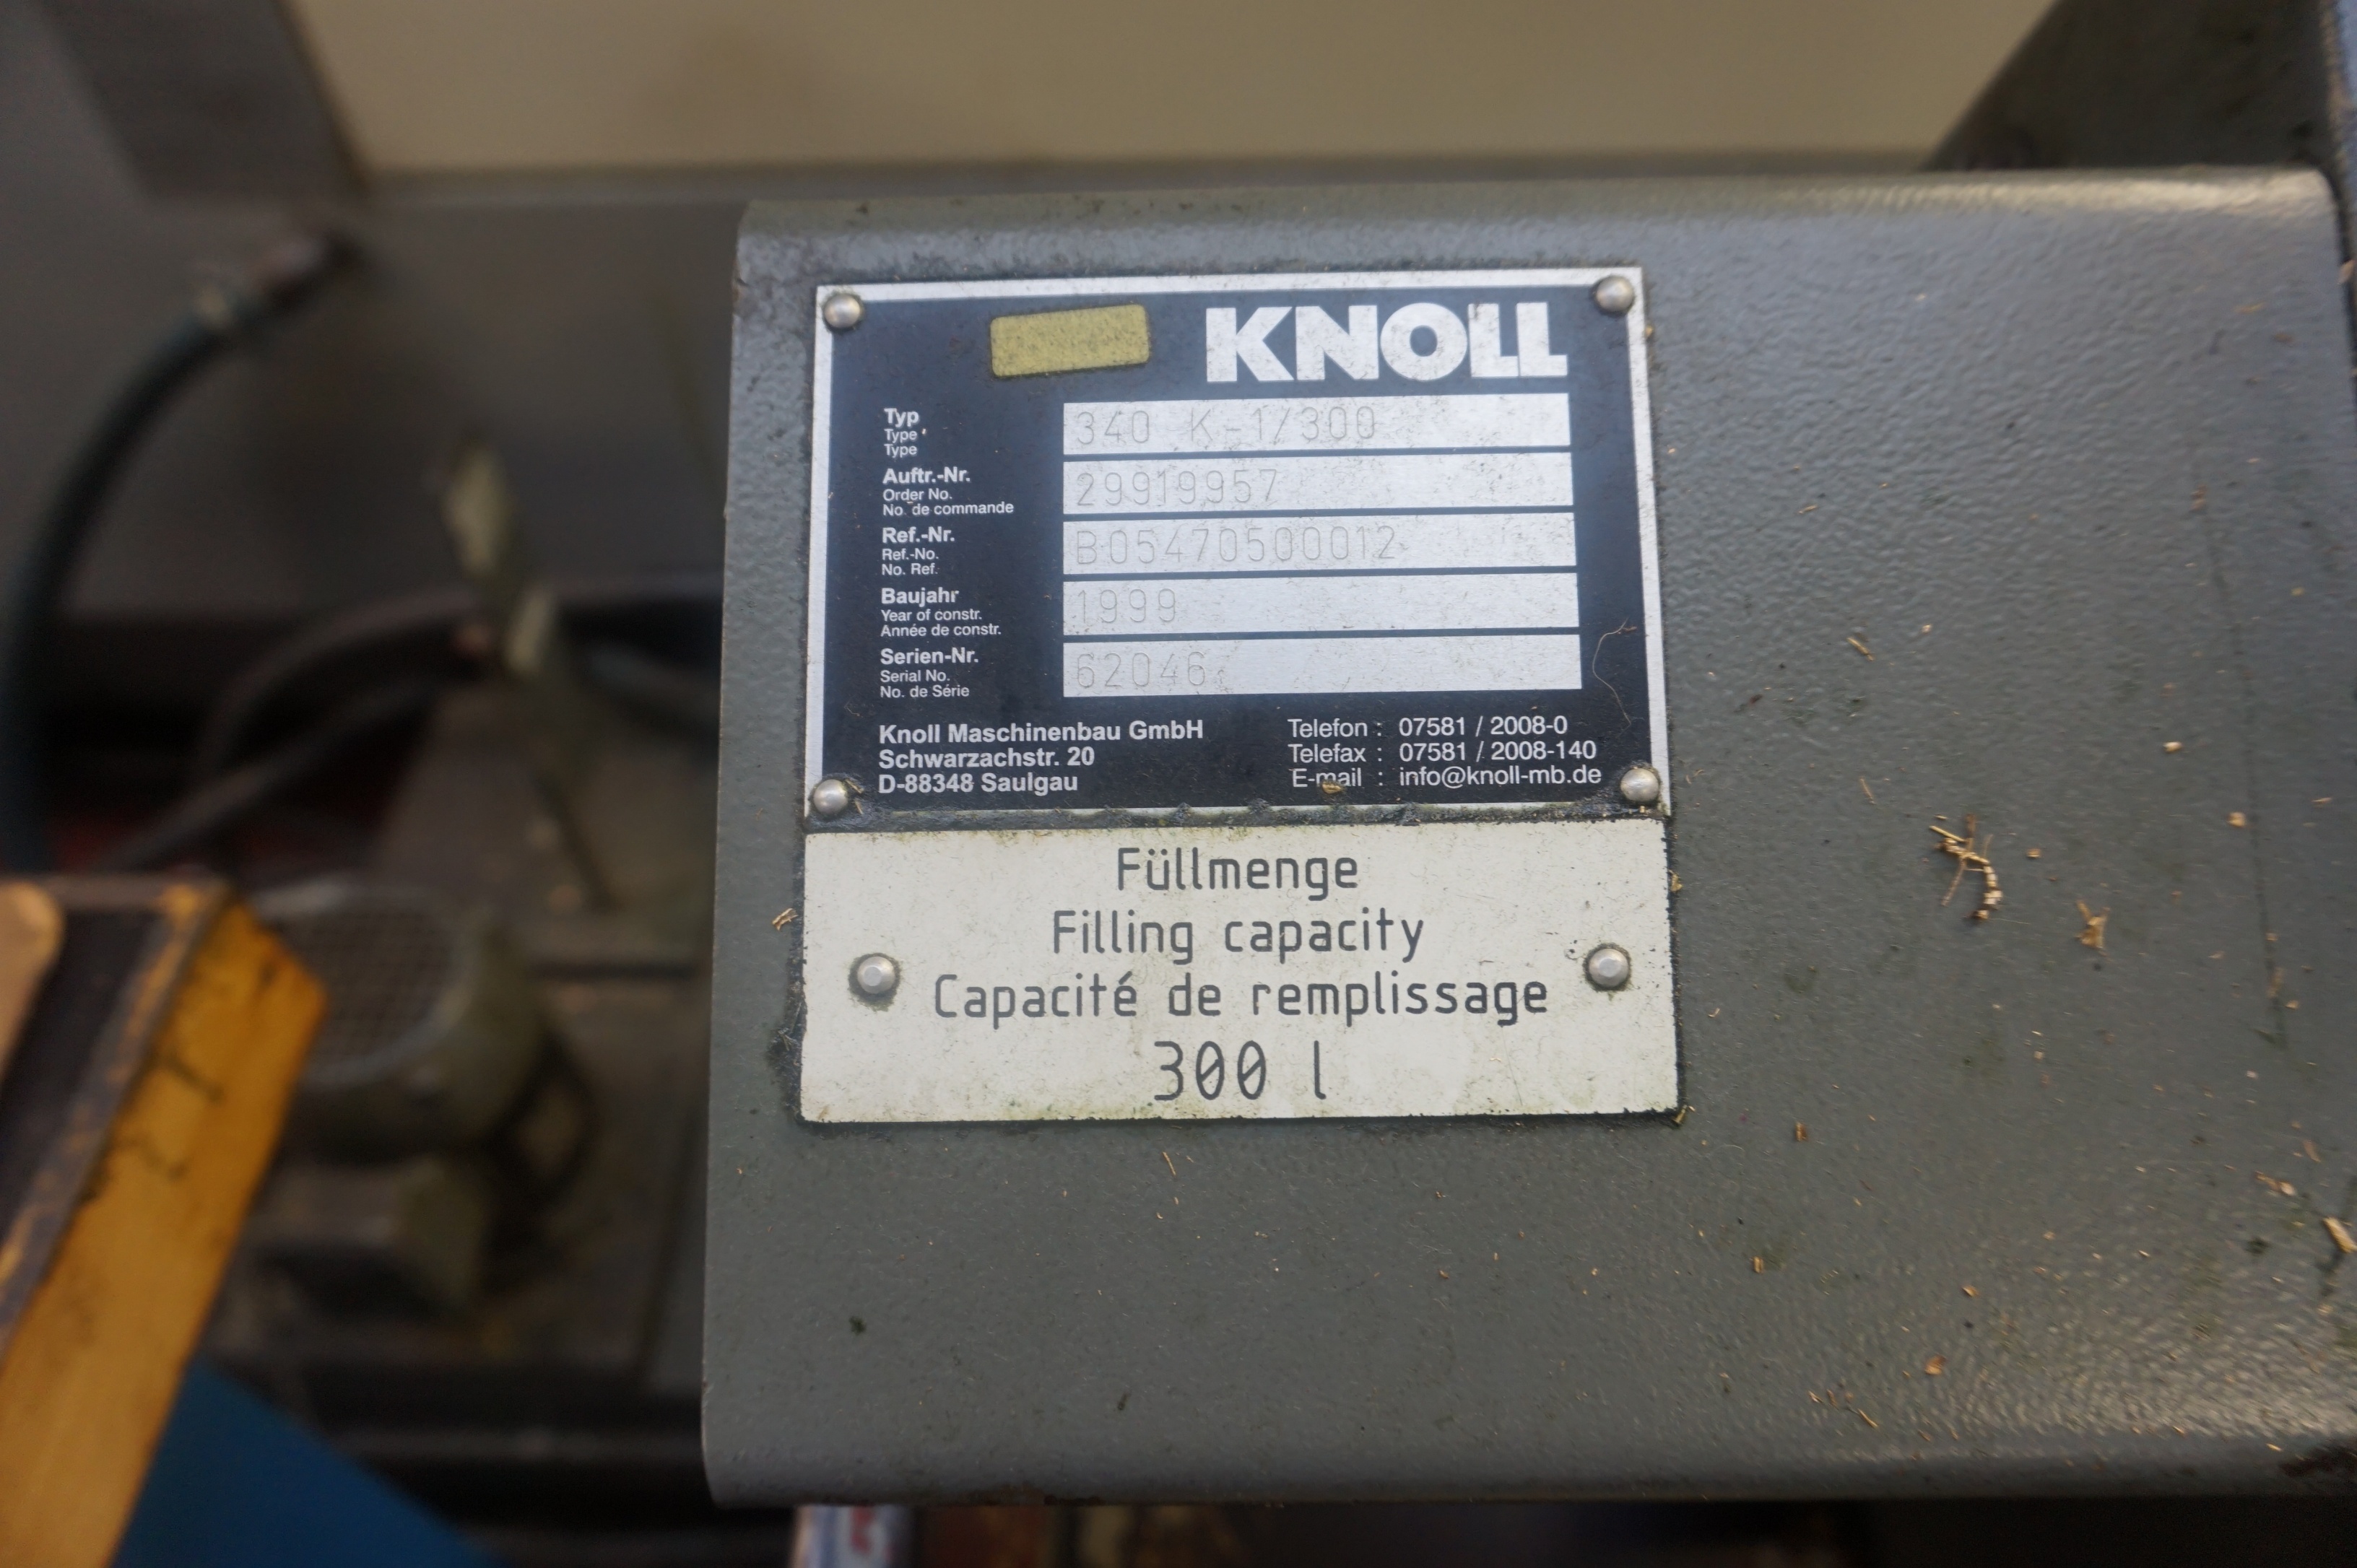 KNOLL
Typ 340 K-1/300
Type
Type
Auftr.-Nr. 29919957
Order No.
No. de commande
Ref.-Nr. B05470500012
Ref.-No.
No. Ref.
Baujahr 1999
Year of constr.
Année de constr.
Serien-Nr. 62046
Serial No.
No. de Série
Knoll Maschinenbau GmbH
Schwarzachstr. 20
D-88348 Saulgau
Telefon : 07581 / 2008-0
Telefax : 07581 / 2008-140
E-mail : info@knoll-mb.de
Füllmenge
Filling capacity
Capacité de remplissage
300 l